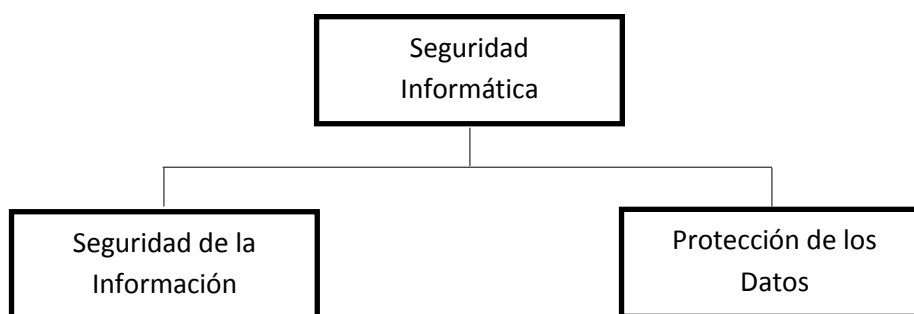 Seguridad
Informática
Seguridad de la
Información
Protección de los
Datos